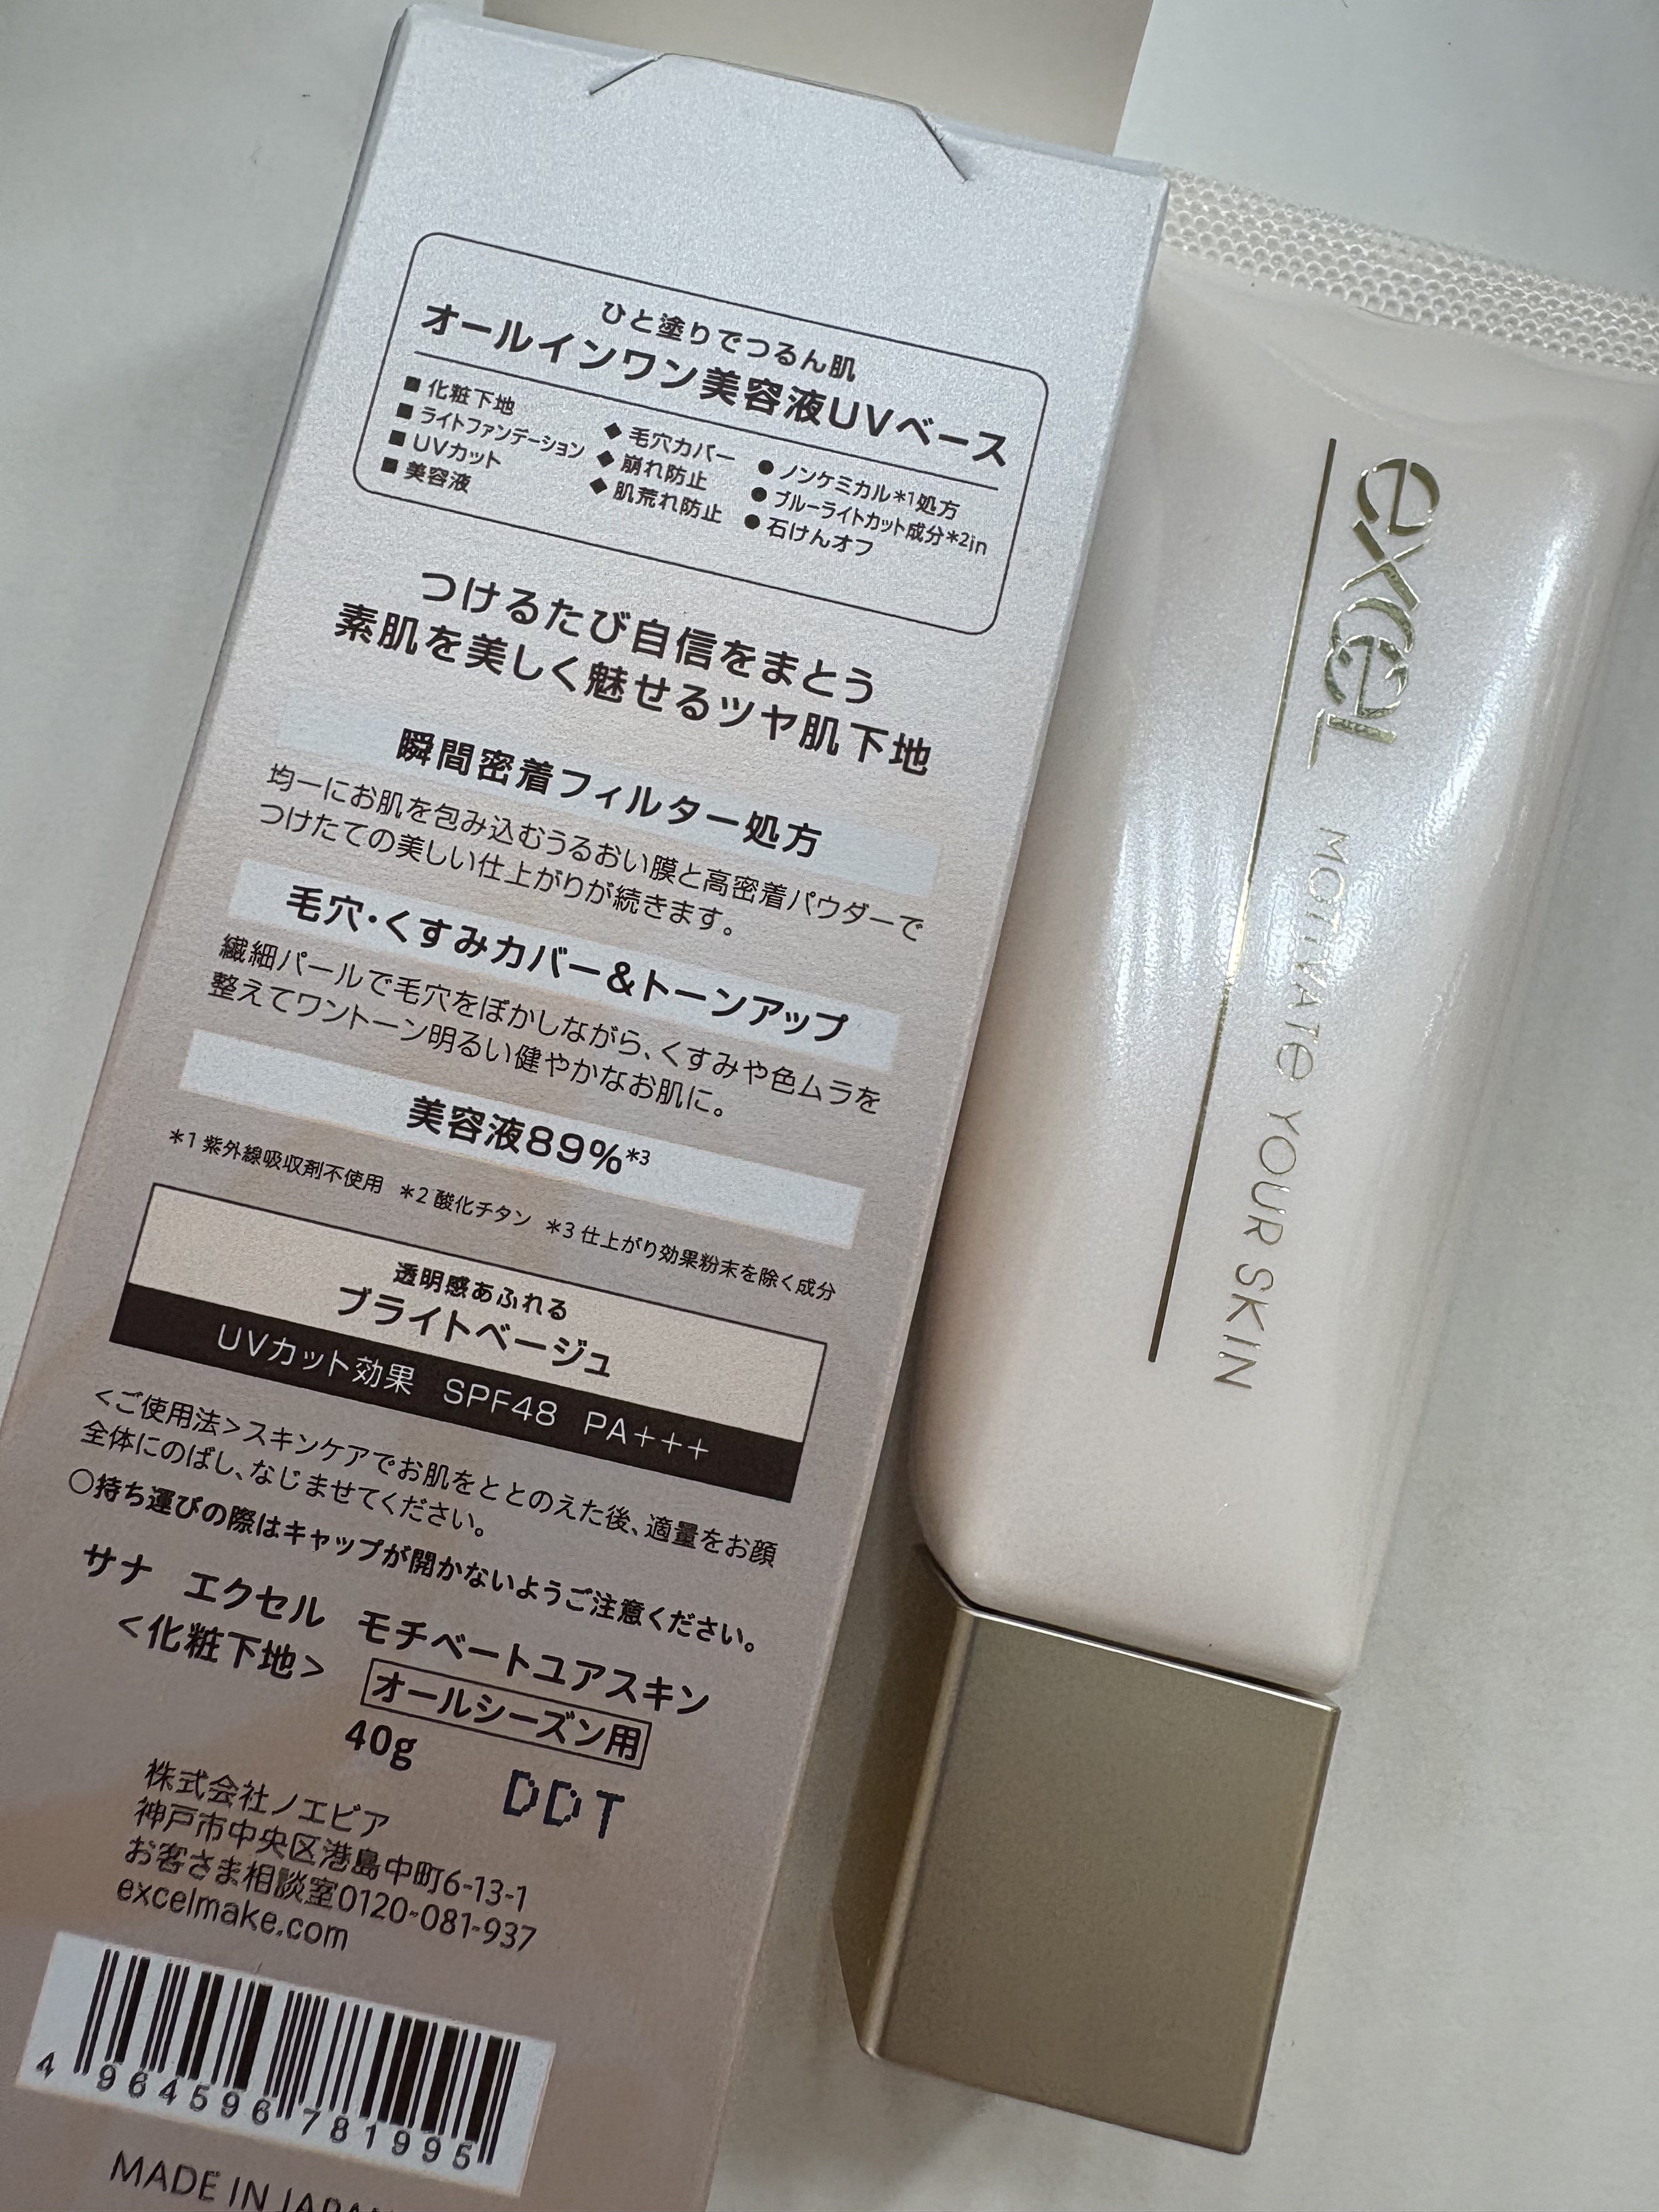 ひと塗りでつるん肌
オールインワン美容液UVベース
■ 化粧下地
■ ライトファンデーション
■ UVカット
■ 美容液
◆ 毛穴カバー
◆ 崩れ防止
◆ 肌荒れ防止
● ノンケミカル*1処方
● ブルーライトカット成分*2in
● 石けんオフ
つけるたび自信をまとう
素肌を美しく魅せるツヤ肌下地
瞬間密着フィルター処方
均一にお肌を包み込むうるおい膜と高密着パウダーで
つけたての美しい仕上がりが続きます。
毛穴・くすみカバー&トーンアップ
繊細パールで毛穴をぼかしながら、くすみや色ムラを
整えてワントーン明るい健やかなお肌に。
美容液89%*3
*1 紫外線吸収剤不使用 *2 酸化チタン *3 仕上がり効果粉末を除く成分
透明感あふれる
ブライトベージュ
UVカット効果 SPF48 PA+++
<ご使用法>スキンケアでお肌をととのえた後、適量をお顔
全体にのばし、なじませてください。
○持ち運びの際はキャップが開かないようご注意ください。
サナ エクセル モチベートユアスキン
<化粧下地> オールシーズン用
40g
DDT
株式会社ノエビア
神戸市中央区港島中町6-13-1
お客さま相談室0120-081-937
excelmake.com
4 964596 781995
MADE IN JAPAN
excel
MOTIVATE YOUR SKIN